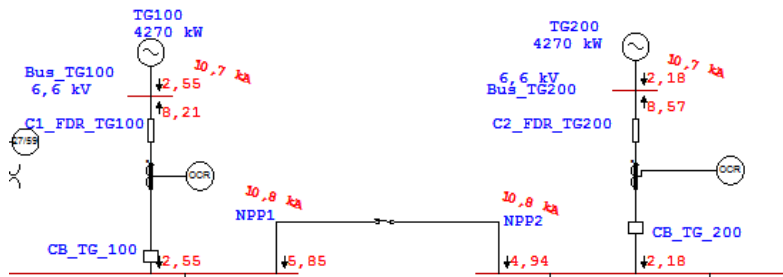 TG100
4270 kW
10,7 kA
Bus_TG100
6,6 kV
2,55
8,21
C1_FDR_TG100
27/59
OCR
10,8 kA
NPP1
CB_TG_100
2,55
5,85
TG200
4270 kW
10,7 kA
6,6 kV
Bus_TG200
2,18
8,57
C2_FDR_TG200
OCR
10,8 kA
NPP2
CB_TG_200
4,94
2,18